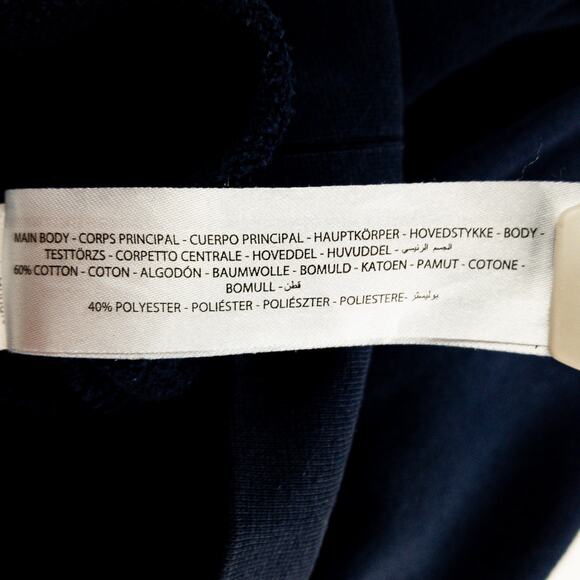 MAIN BODY - CORPS PRINCIPAL - CUERPO PRINCIPAL - HAUPTKÖRPER - HOVEDSTYKKE - BODY -
TESTTÖRZS - CORPETTO CENTRALE - HOVEDDEL - HUVUDDEL - الجسم الرئيسي
60% COTTON - COTON - ALGODÓN - BAUMWOLLE - BOMULD - KATOEN - PAMUT - COTONE -
BOMULL - قطن
40% POLYESTER - POLIÉSTER - POLIÉSZTER - POLIESTERE- بوليستر